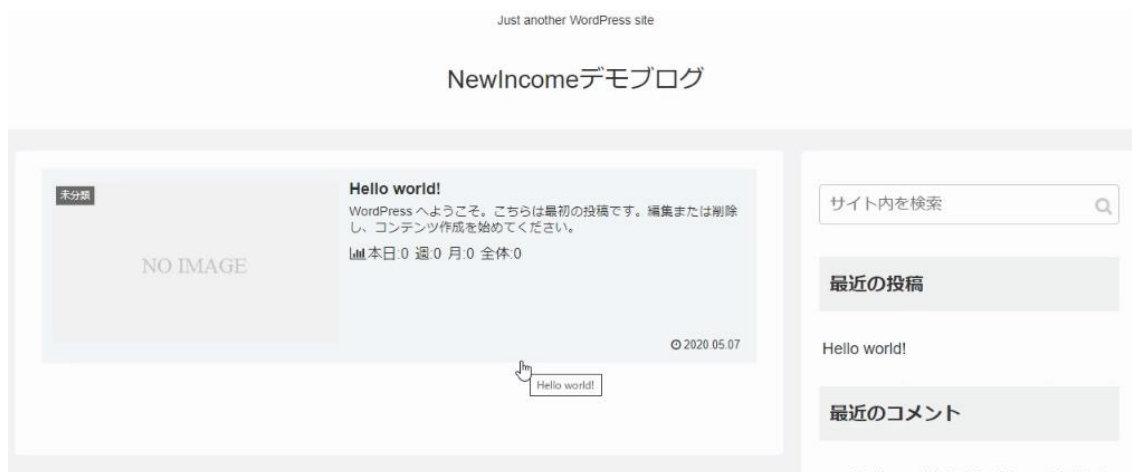 Just another WordPress site
NewIncomeデモブログ
未分類
NO IMAGE
Hello world!
WordPress へようこそ。こちらは最初の投稿です。編集または削除
し、コンテンツ作成を始めてください。
本日:0 週:0 月:0 全体:0
2020.05.07
Hello world!
サイト内を検索
最近の投稿
Hello world!
最近のコメント